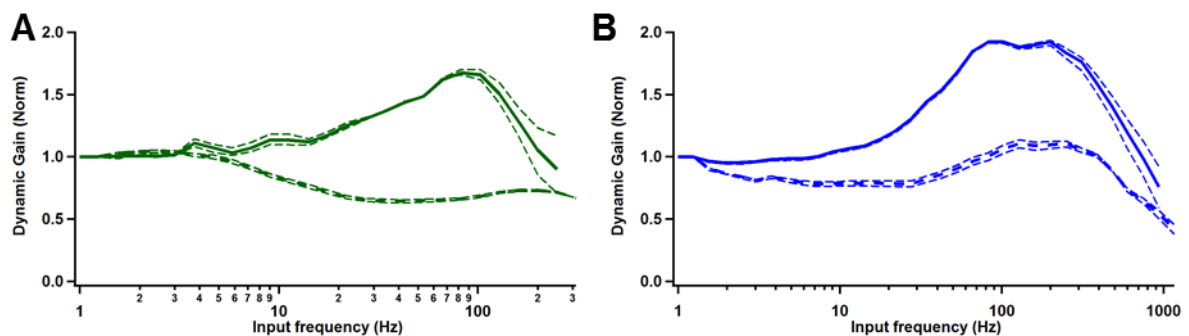 A
B
Dynamic Gain (Norm)
2.0
1.5
1.0
0.5
0.0
1 2 3 4 5 6 7 8 9 10 2 3 4 5 6 7 8 9 100 2 3
Input frequency (Hz)
Dynamic Gain (Norm)
2.0
1.5
1.0
0.5
0.0
1 10 100 1000
Input frequency (Hz)